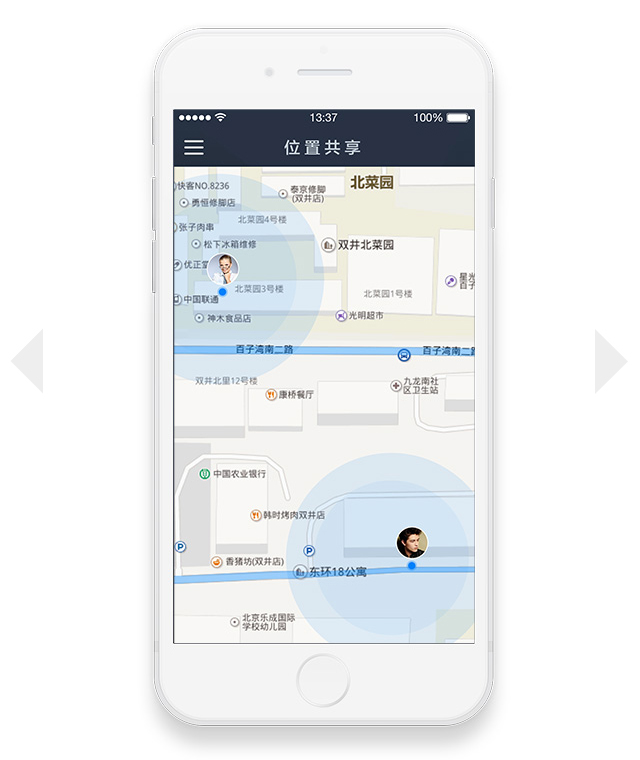 13:37
100%
位置共享
快客NO.8236
泰京修脚
(双井店)
北菜园
勇恒修脚店
张子肉串
北菜园4号楼
松下冰箱维修
双井北菜园
优正堂
北菜园3号楼
北菜园1号楼
中国联通
神木食品店
光明超市
百子湾南二路
百子湾南二路
双井北里12号楼
康桥餐厅
九龙南社
区卫生站
中国农业银行
韩时烤肉双井店
P
P
香猪坊(双井店)
东环18公寓
北京乐成国际
学校幼儿园